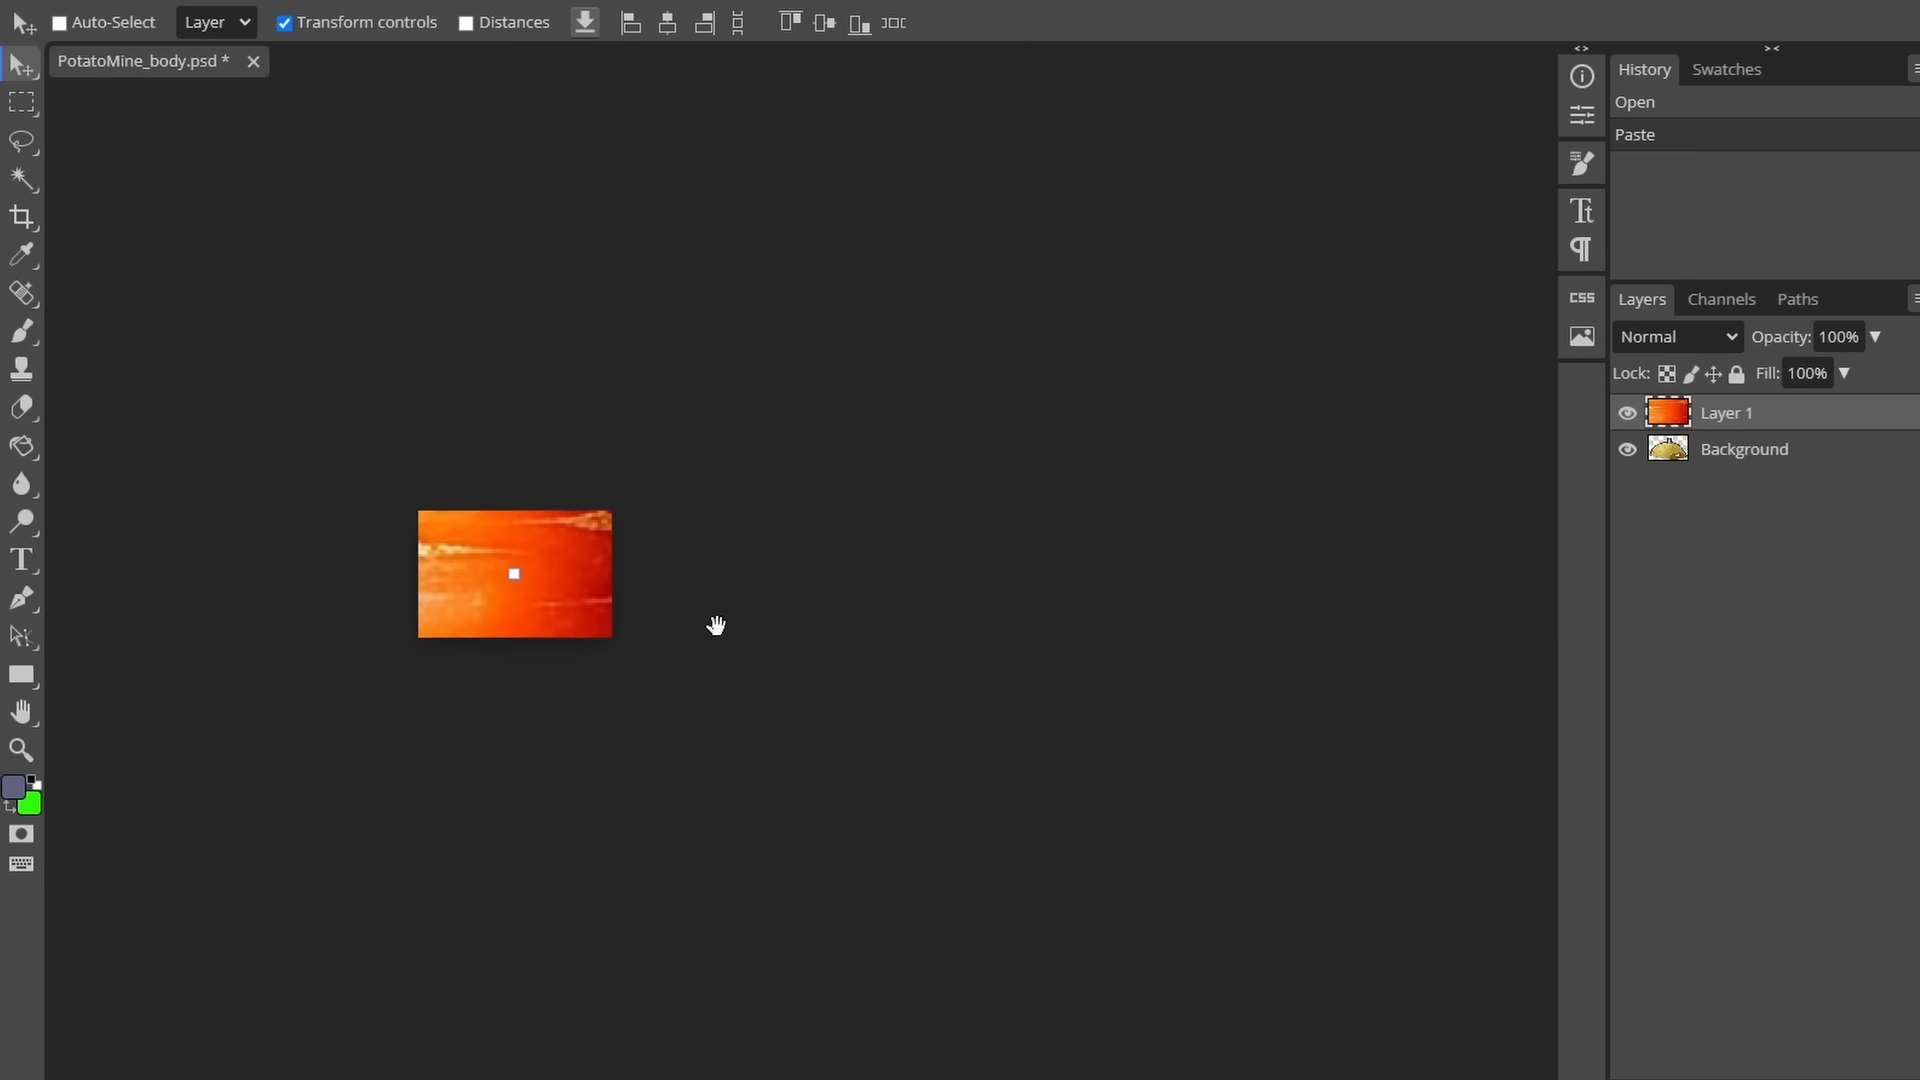 Auto-Select
Layer
Transform controls
Distances
PotatoMine_body.psd *
History
Swatches
Open
Paste
Tt
CSS
Layers
Channels
Paths
Normal
Opacity: 100%
Lock:
Fill: 100%
Layer 1
Background
T